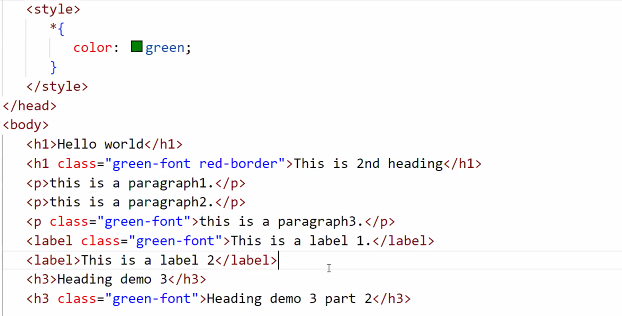 <style>
*{
color: green;
}
</style>
</head>
<body>
<h1>Hello world</h1>
<h1 class="green-font red-border">This is 2nd heading</h1>
<p>this is a paragraph1.</p>
<p>this is a paragraph2.</p>
<p class="green-font">this is a paragraph3.</p>
<label class="green-font">This is a label 1.</label>
<label>This is a label 2</label>
<h3>Heading demo 3</h3>
<h3 class="green-font">Heading demo 3 part 2</h3>